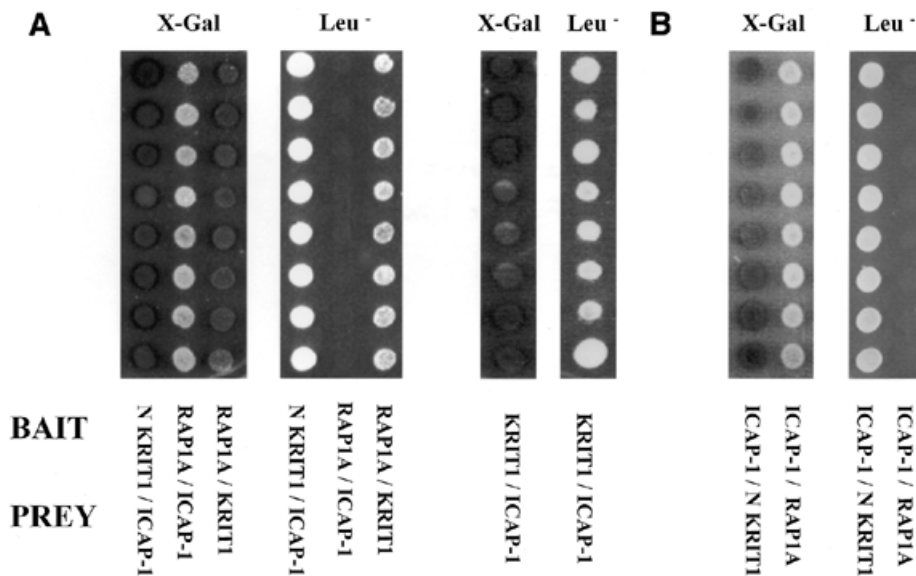 A
X-Gal
Leu -
X-Gal
Leu -
B
X-Gal
Leu -
BAIT
PREY
N KRIT1 / ICAP-1
RAP1A / ICAP-1
RAP1A / KRIT1
N KRIT1 / ICAP-1
RAP1A / ICAP-1
RAP1A / KRIT1
KRIT1 / ICAP-1
KRIT1 / ICAP-1
ICAP-1 / N KRIT1
ICAP-1 / RAP1A
ICAP-1 / N KRIT1
ICAP-1 / RAP1A